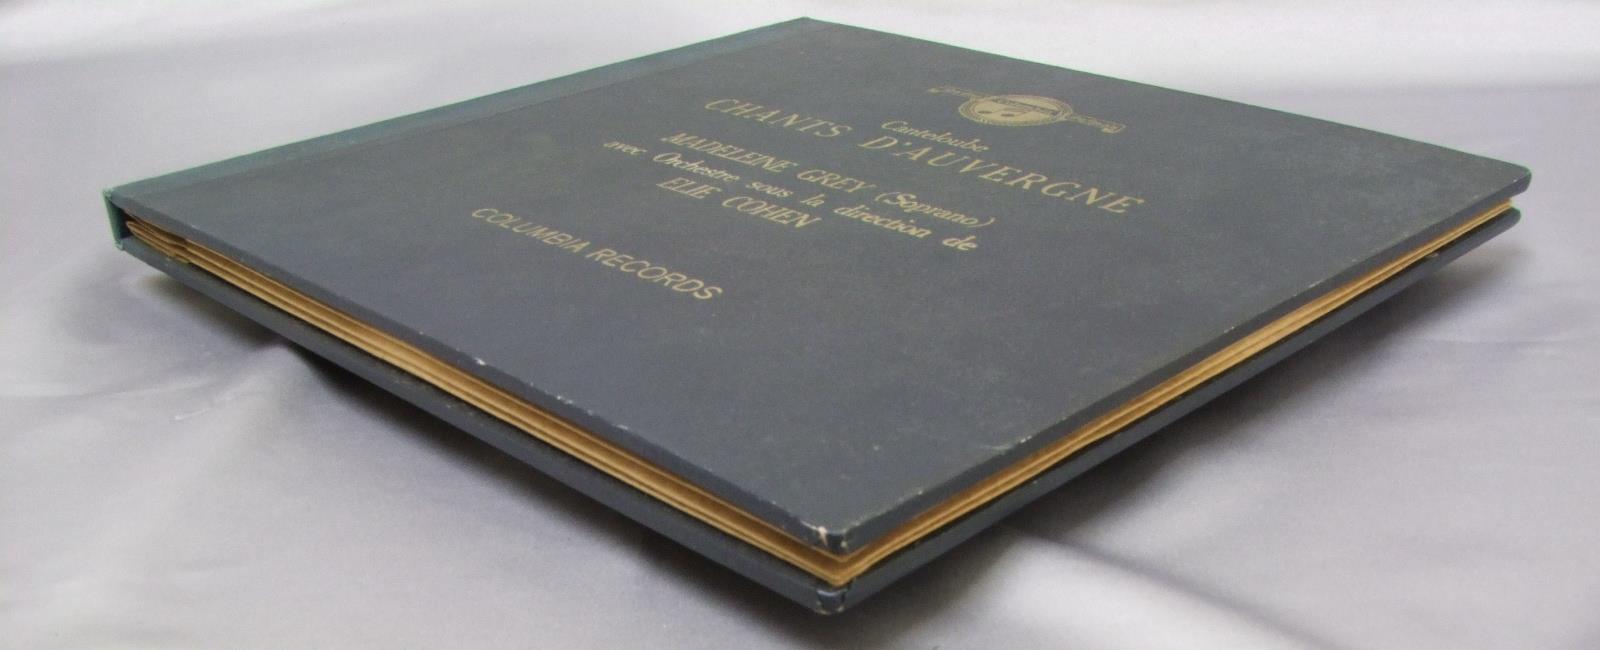 Canteloube
CHANTS D'AUVERGNE
MADELEINE GREY (Soprano)
avec Orchestre sous la direction de
ELIE COHEN
COLUMBIA RECORDS